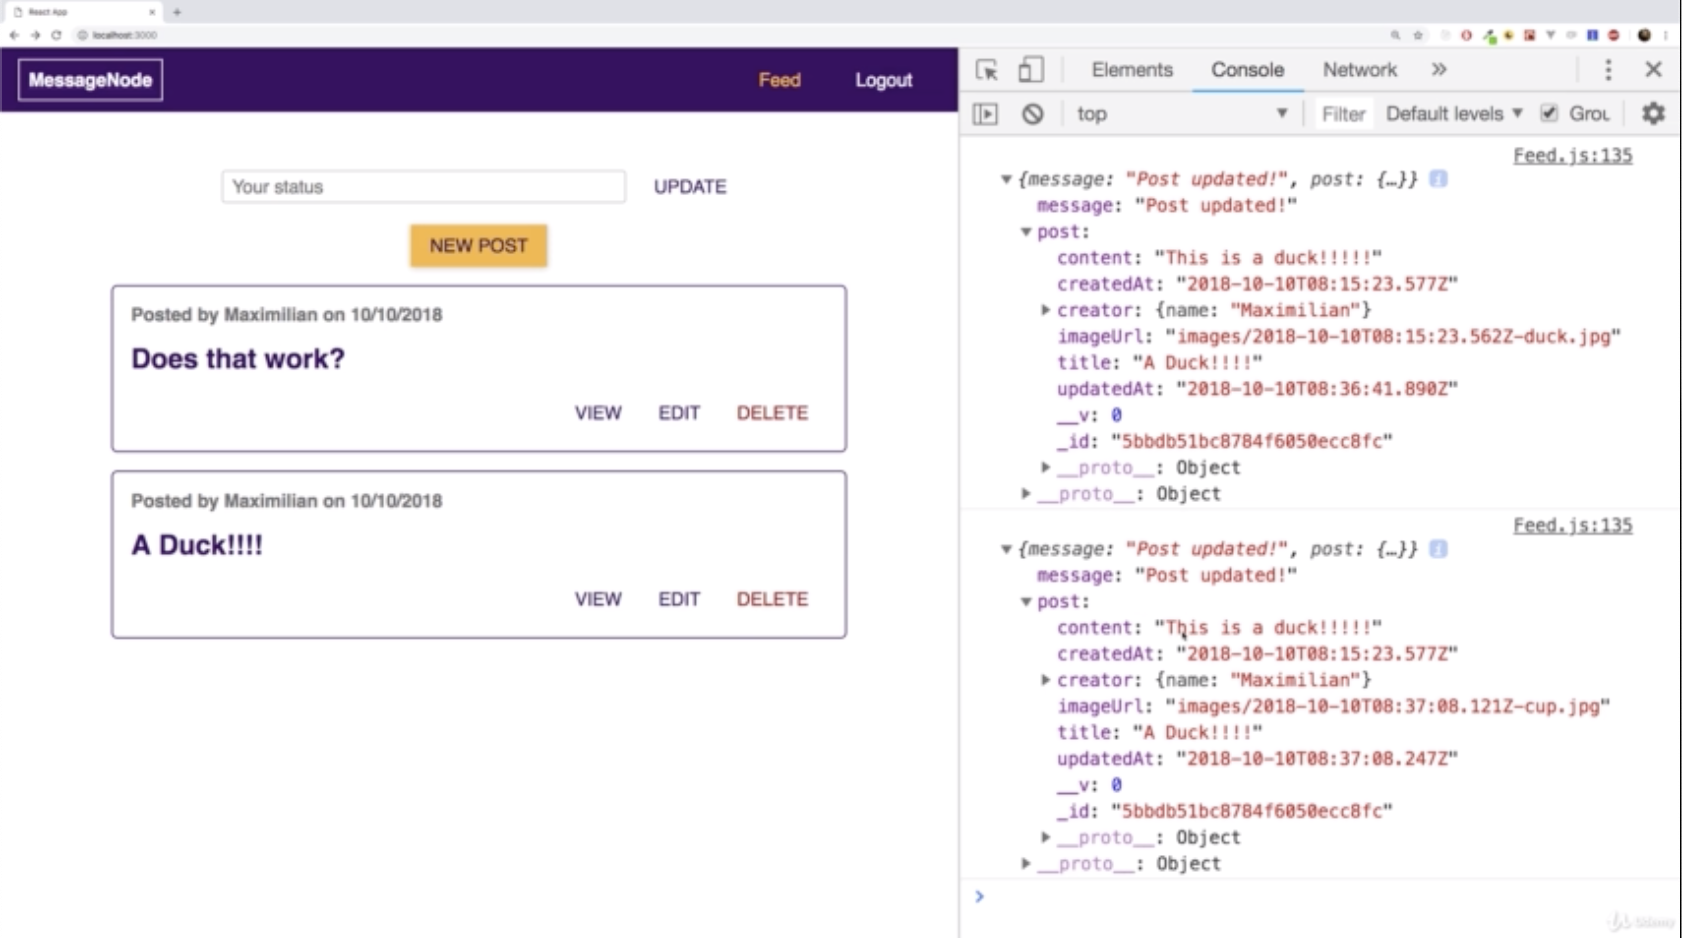 React App
localhost:3000
MessageNode
Feed
Logout
Your status
UPDATE
NEW POST
Posted by Maximilian on 10/10/2018
Does that work?
VIEW EDIT DELETE
Posted by Maximilian on 10/10/2018
A Duck!!!!
VIEW EDIT DELETE
Elements Console Network »
top Filter Default levels Grou
Feed.js:135
{message: "Post updated!", post: {…}} i
message: "Post updated!"
post:
content: "This is a duck!!!!!"
createdAt: "2018-10-10T08:15:23.577Z"
creator: {name: "Maximilian"}
imageUrl: "images/2018-10-10T08:15:23.562Z-duck.jpg"
title: "A Duck!!!!"
updatedAt: "2018-10-10T08:36:41.890Z"
__v: 0
_id: "5bbdb51bc8784f6050ecc8fc"
__proto__: Object
__proto__: Object
Feed.js:135
{message: "Post updated!", post: {…}} i
message: "Post updated!"
post:
content: "This is a duck!!!!!"
createdAt: "2018-10-10T08:15:23.577Z"
creator: {name: "Maximilian"}
imageUrl: "images/2018-10-10T08:37:08.121Z-cup.jpg"
title: "A Duck!!!!"
updatedAt: "2018-10-10T08:37:08.247Z"
__v: 0
_id: "5bbdb51bc8784f6050ecc8fc"
__proto__: Object
__proto__: Object
Udemy